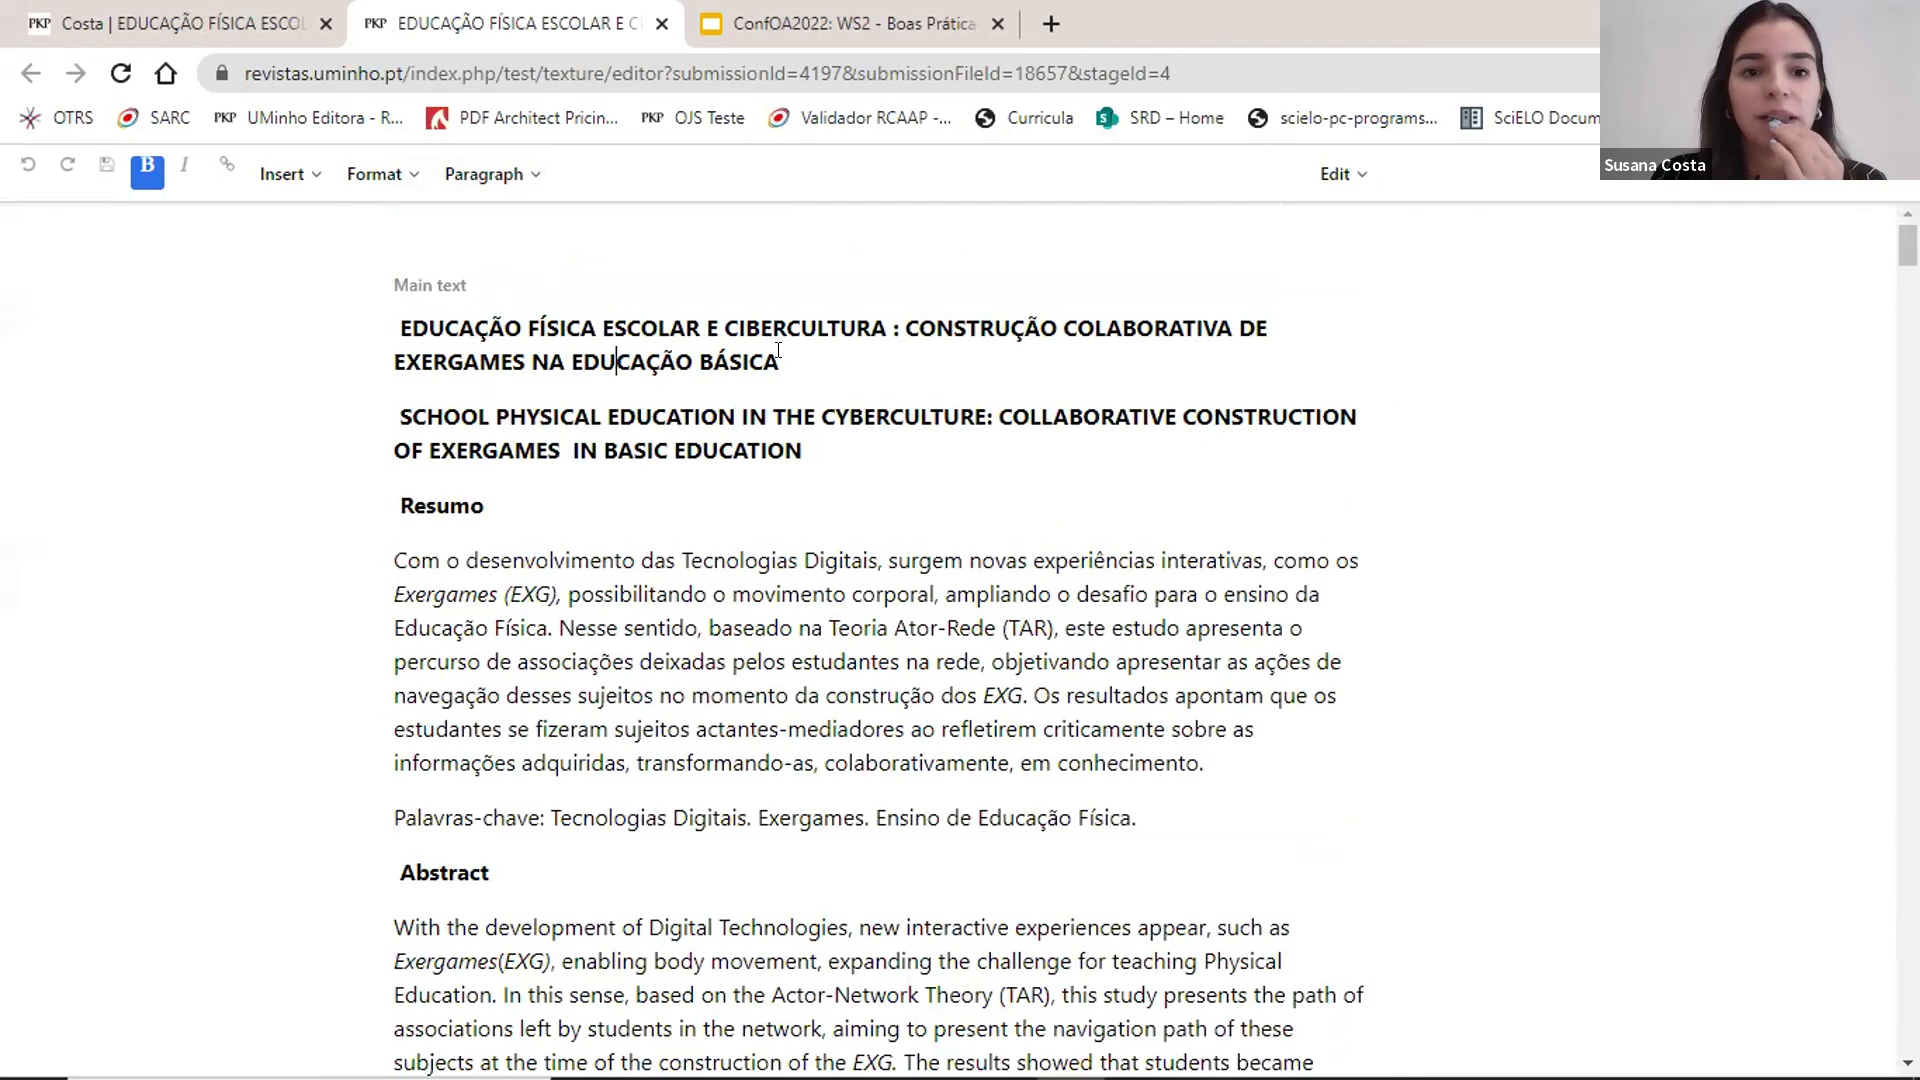 PKP Costa | EDUCAÇÃO FÍSICA ESCOL
PKP EDUCAÇÃO FÍSICA ESCOLAR E C
ConfOA2022: WS2 - Boas Prática
revistas.uminho.pt/index.php/test/texture/editor?submissionId=4197&submissionFileId=18657&stageId=4
OTRS
SARC
PKP UMinho Editora - R...
PDF Architect Pricin...
PKP OJS Teste
Validador RCAAP -...
Curricula
S SRD – Home
scielo-pc-programs...
SciELO Docum
Susana Costa
B I Insert Format Paragraph Edit
Main text
EDUCAÇÃO FÍSICA ESCOLAR E CIBERCULTURA : CONSTRUÇÃO COLABORATIVA DE
EXERGAMES NA EDUCAÇÃO BÁSICA
SCHOOL PHYSICAL EDUCATION IN THE CYBERCULTURE: COLLABORATIVE CONSTRUCTION
OF EXERGAMES  IN BASIC EDUCATION
Resumo
Com o desenvolvimento das Tecnologias Digitais, surgem novas experiências interativas, como os
Exergames (EXG), possibilitando o movimento corporal, ampliando o desafio para o ensino da
Educação Física. Nesse sentido, baseado na Teoria Ator-Rede (TAR), este estudo apresenta o
percurso de associações deixadas pelos estudantes na rede, objetivando apresentar as ações de
navegação desses sujeitos no momento da construção dos EXG. Os resultados apontam que os
estudantes se fizeram sujeitos actantes-mediadores ao refletirem criticamente sobre as
informações adquiridas, transformando-as, colaborativamente, em conhecimento.
Palavras-chave: Tecnologias Digitais. Exergames. Ensino de Educação Física.
Abstract
With the development of Digital Technologies, new interactive experiences appear, such as
Exergames(EXG), enabling body movement, expanding the challenge for teaching Physical
Education. In this sense, based on the Actor-Network Theory (TAR), this study presents the path of
associations left by students in the network, aiming to present the navigation path of these
subjects at the time of the construction of the EXG. The results showed that students became